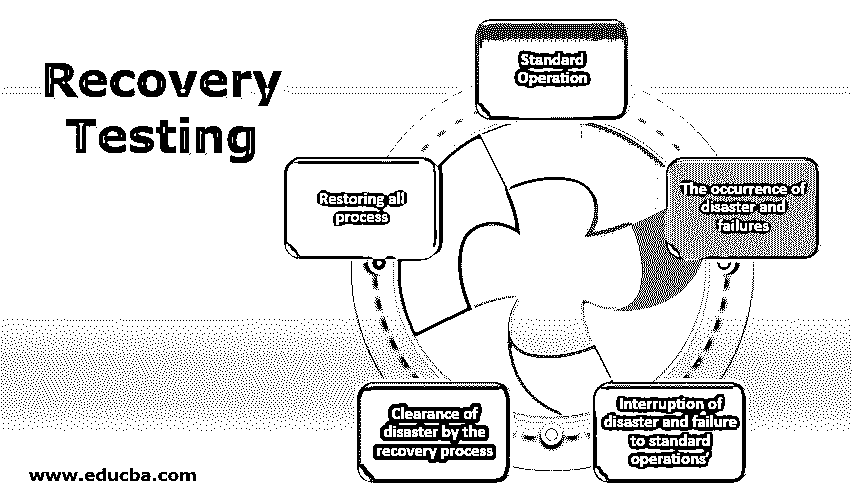 Recovery
Testing
Standard
Operation
The occurrence of
disaster and
failures
Interruption of
disaster and failure
to standard
operations
Clearance of
disaster by the
recovery process
Restoring all
process
www.educba.com